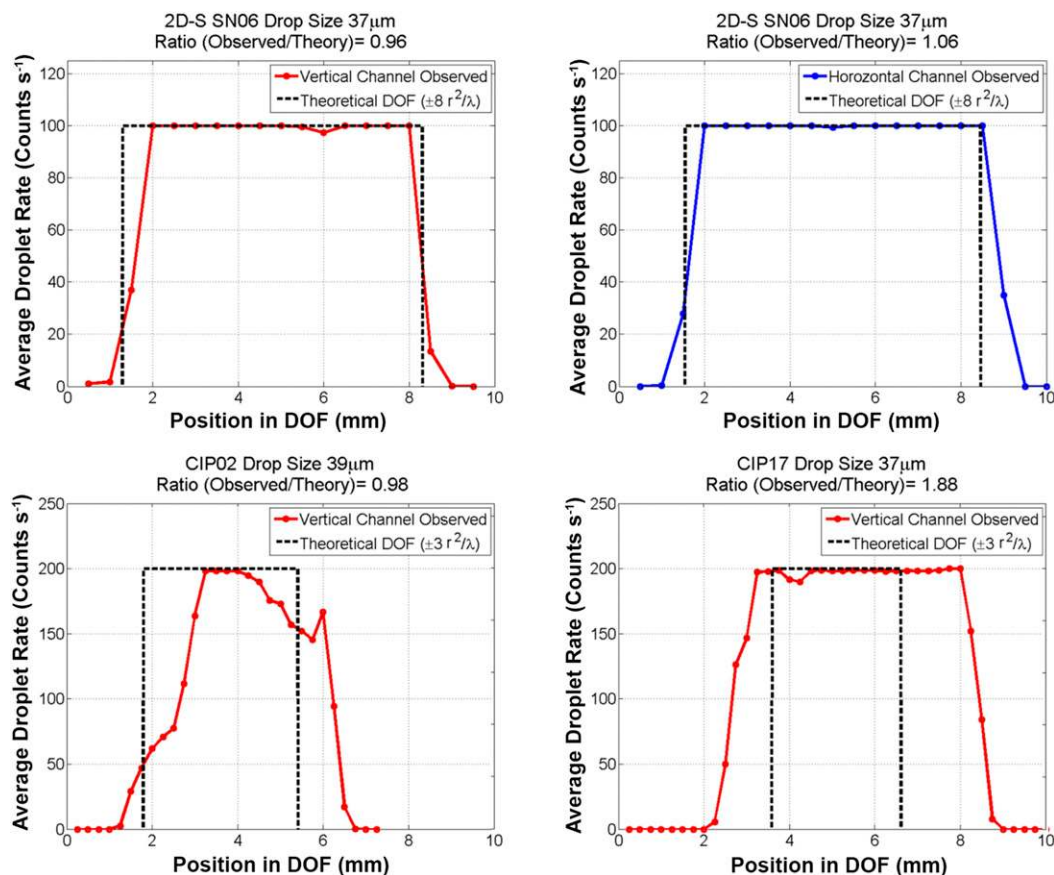 2D-S SN06 Drop Size 37μm
Ratio (Observed/Theory)= 0.96
Vertical Channel Observed
Theoretical DOF (±8 r²/λ)
Average Droplet Rate (Counts s⁻¹)
120
100
80
60
40
20
0
0 2 4 6 8 10
Position in DOF (mm)
2D-S SN06 Drop Size 37μm
Ratio (Observed/Theory)= 1.06
Horozontal Channel Observed
Theoretical DOF (±8 r²/λ)
Average Droplet Rate (Counts s⁻¹)
120
100
80
60
40
20
0
0 2 4 6 8 10
Position in DOF (mm)
CIP02 Drop Size 39μm
Ratio (Observed/Theory)= 0.98
Vertical Channel Observed
Theoretical DOF (±3 r²/λ)
Average Droplet Rate (Counts s⁻¹)
250
200
150
100
50
0
0 2 4 6 8 10
Position in DOF (mm)
CIP17 Drop Size 37μm
Ratio (Observed/Theory)= 1.88
Vertical Channel Observed
Theoretical DOF (±3 r²/λ)
Average Droplet Rate (Counts s⁻¹)
250
200
150
100
50
0
0 2 4 6 8 10
Position in DOF (mm)